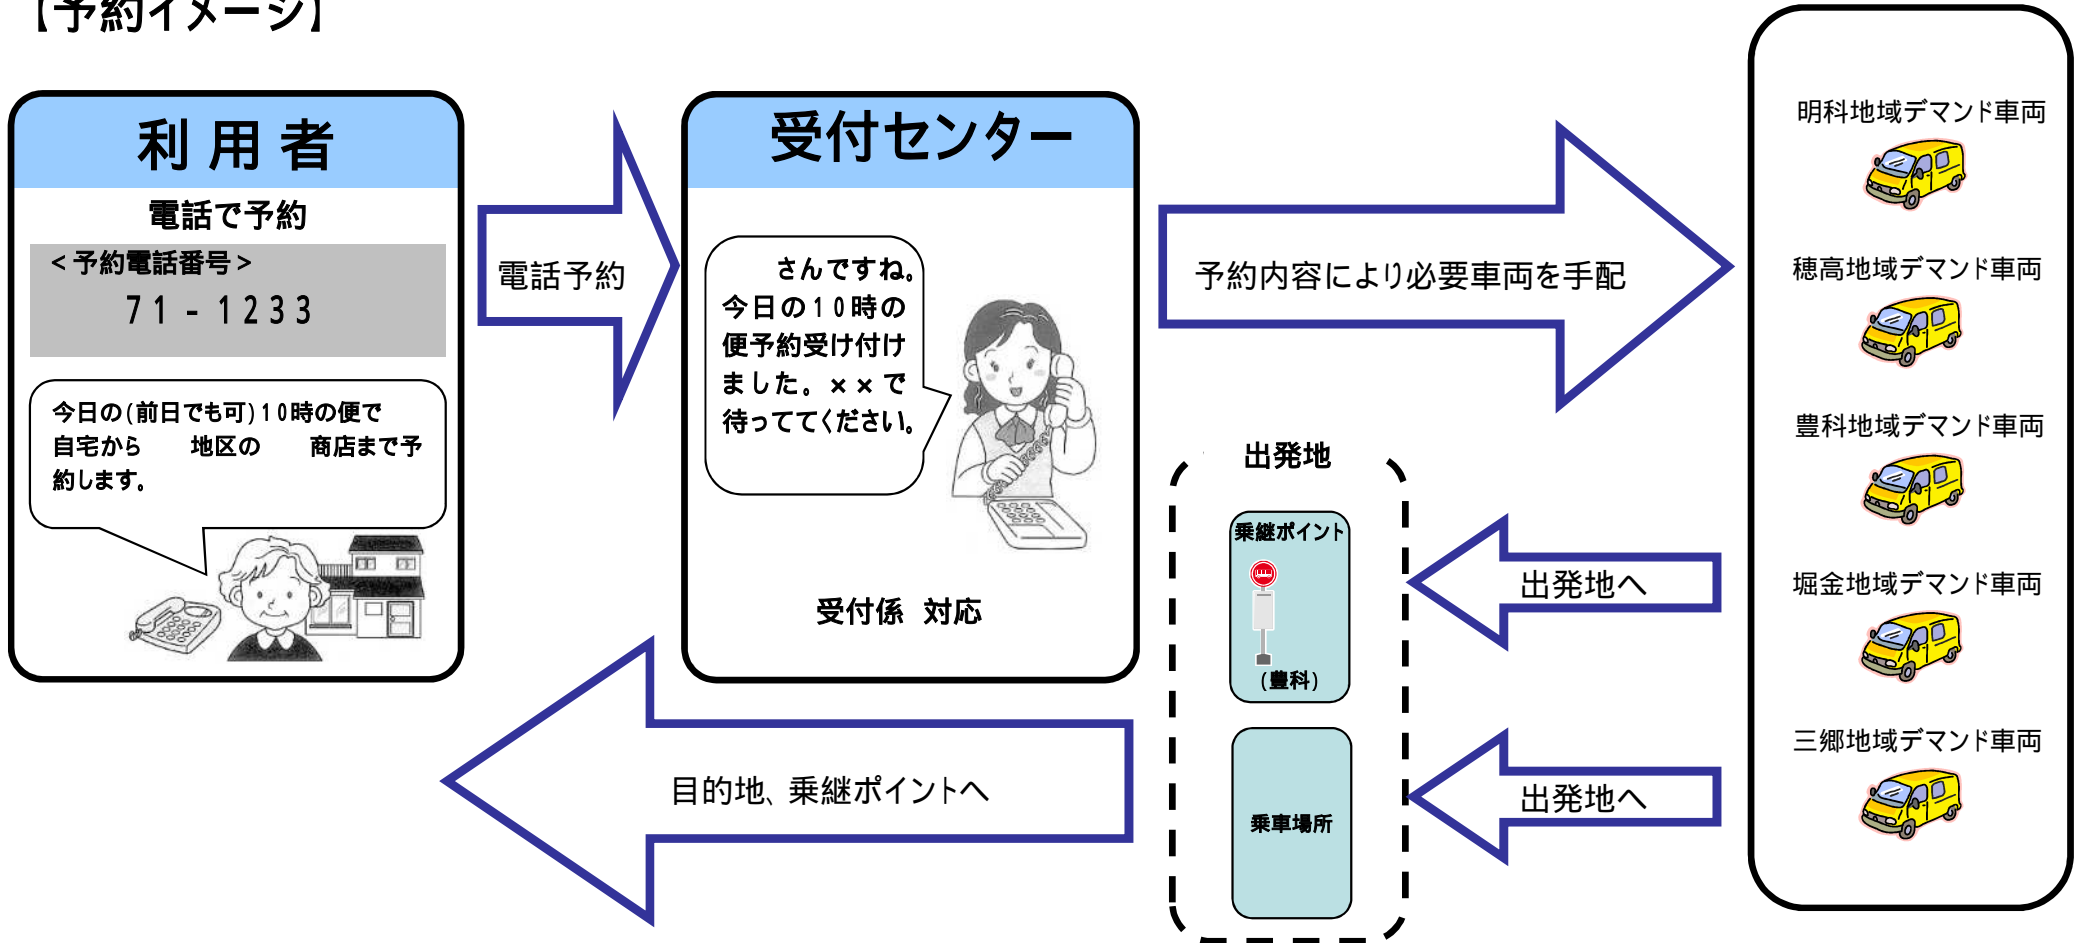 【予約イメージ】
利用者
電話で予約
<予約電話番号>
71-1233
今日の(前日でも可)10時の便で
自宅から　　地区の　　商店まで予
約します。
電話予約
受付センター
さんですね。
今日の10時の
便予約受け付け
ました。××で
待っててください。
受付係 対応
予約内容により必要車両を手配
明科地域デマンド車両
穂高地域デマンド車両
豊科地域デマンド車両
堀金地域デマンド車両
三郷地域デマンド車両
出発地へ
出発地へ
出発地
乗継ポイント
(豊科)
乗車場所
目的地、乗継ポイントへ